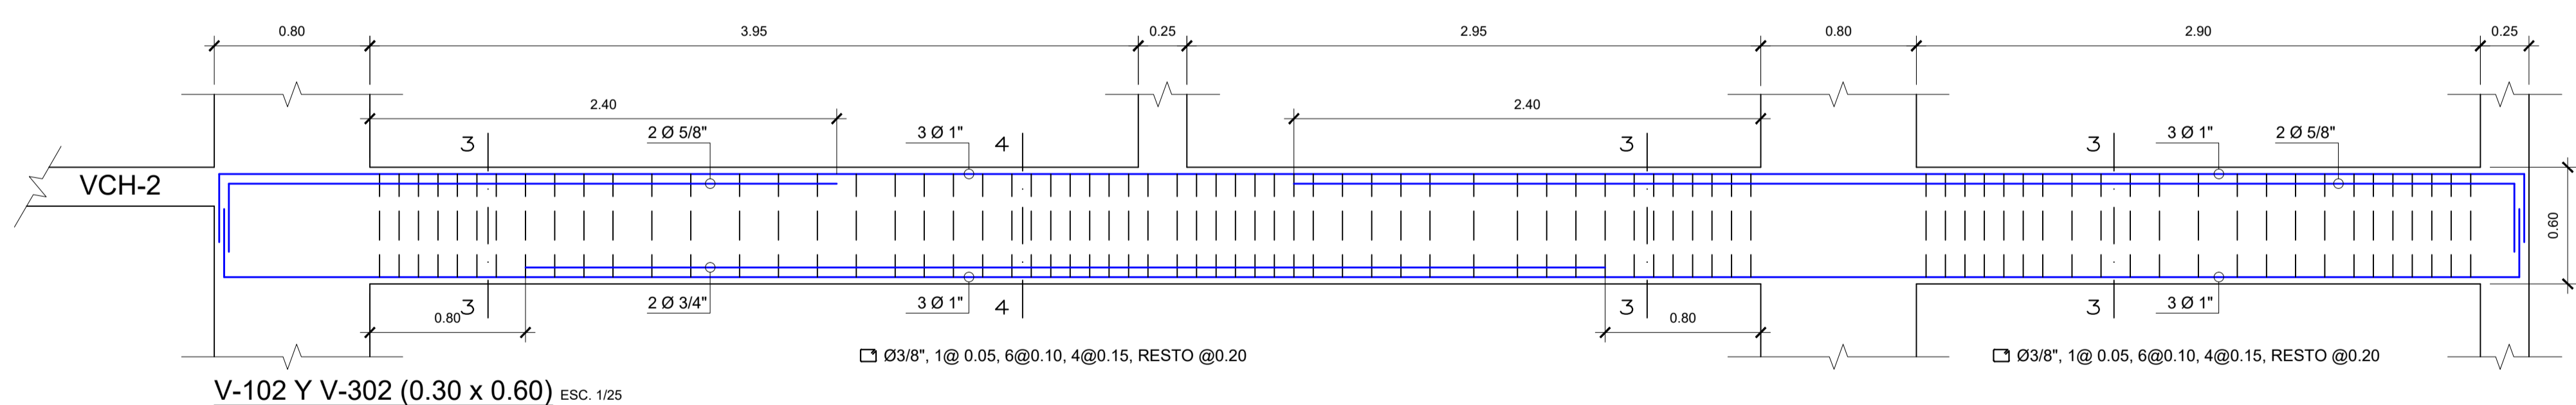 0.80 3.95 0.25 2.95 0.80 2.90 0.25
2.40 2.40
3 2 Ø 5/8" 3 Ø 1" 4 3 3 3 Ø 1" 2 Ø 5/8"
VCH-2
0.60
3 2 Ø 3/4" 3 Ø 1" 4 3 3 3 Ø 1"
0.80 0.80
Ø3/8", 1@ 0.05, 6@0.10, 4@0.15, RESTO @0.20 Ø3/8", 1@ 0.05, 6@0.10, 4@0.15, RESTO @0.20
V-102 Y V-302 (0.30 x 0.60) ESC. 1/25